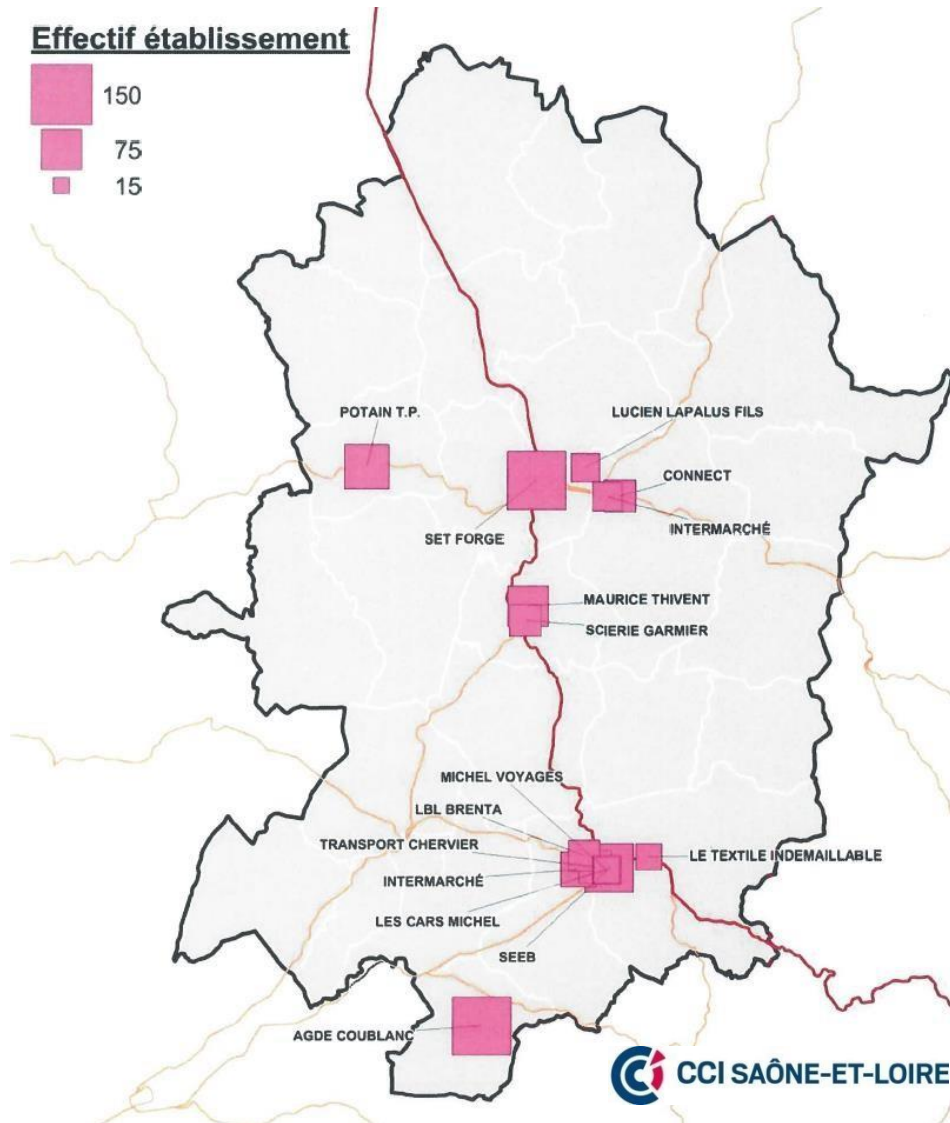 Effectif établissement
150
75
15
POTAIN T.P.
LUCIEN LAPALUS FILS
CONNECT
INTERMARCHÉ
SET FORGE
MAURICE THIVENT
SCIERIE GARMIER
MICHEL VOYAGES
LBL BRENTA
TRANSPORT CHERVIER
LE TEXTILE INDEMAILLABLE
INTERMARCHÉ
LES CARS MICHEL
SEEB
AGDE COUBLANC
CCI SAÔNE-ET-LOIRE